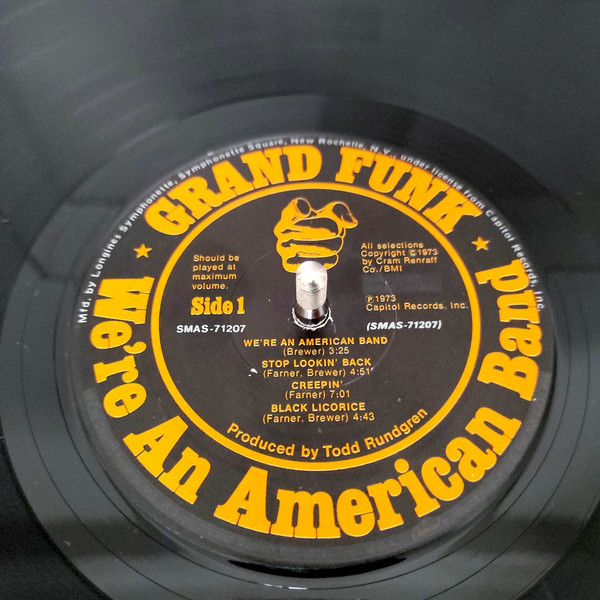 Mfd. by Longines Symphonette, Symphonette Square, New Rochelle, N.Y., under license from Capitol Records, Inc.
GRAND FUNK
Should be
played at
maximum
volume.
Side 1
SMAS-71207
All selections
Copyright ©1973
by Cram Renraff
Co./BMI
℗1973
Capitol Records, Inc.
(SMAS-71207)
WE'RE AN AMERICAN BAND
(Brewer) 3:25
STOP LOOKIN' BACK
(Farner, Brewer) 4:51
CREEPIN'
(Farner) 7:01
BLACK LICORICE
(Farner, Brewer) 4:43
Produced by Todd Rundgren
We're An American Band